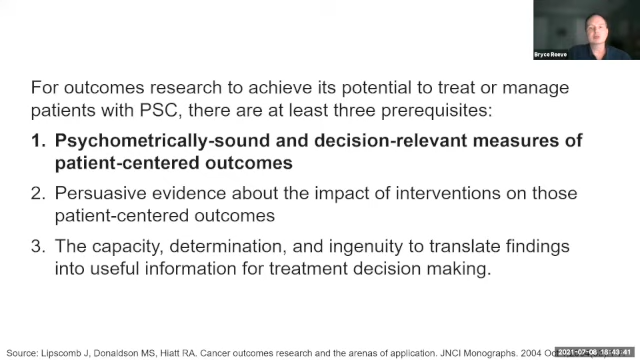 Bryce Reeve
For outcomes research to achieve its potential to treat or manage
patients with PSC, there are at least three prerequisites:
1. Psychometrically-sound and decision-relevant measures of
patient-centered outcomes
2. Persuasive evidence about the impact of interventions on those
patient-centered outcomes
3. The capacity, determination, and ingenuity to translate findings
into useful information for treatment decision making.
Source: Lipscomb J, Donaldson MS, Hiatt RA. Cancer outcomes research and the arenas of application. JNCI Monographs. 2004
2021-07-08 18:43:41